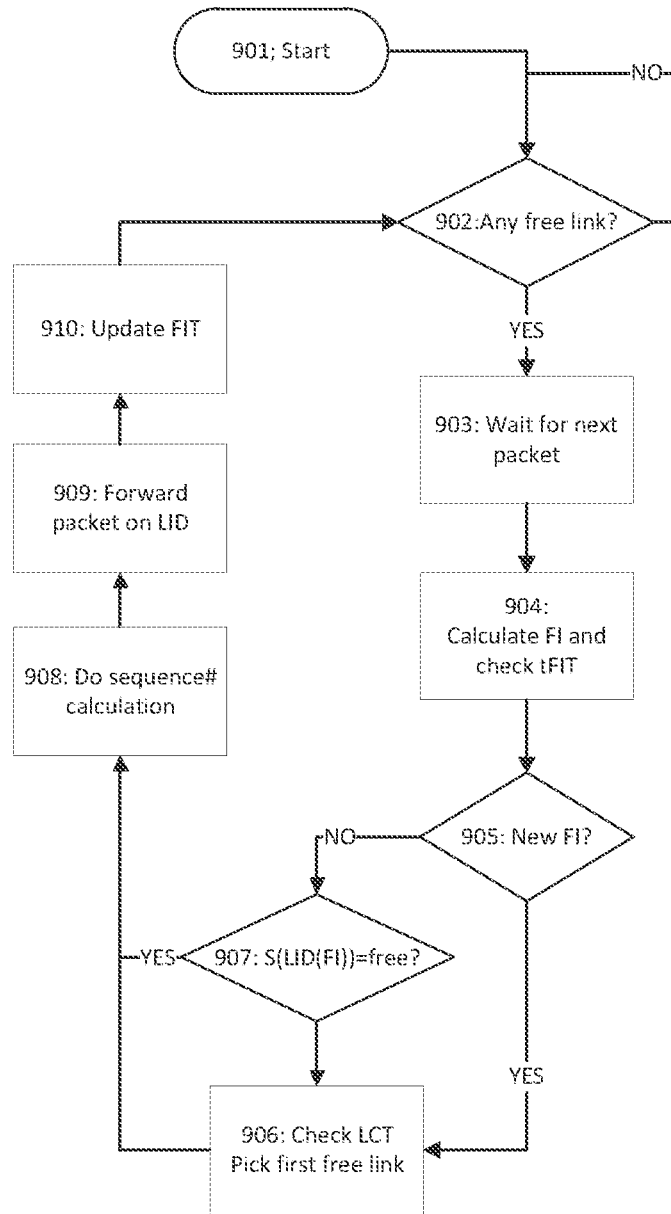 901; Start
NO
902:Any free link?
YES
910: Update FIT
903: Wait for next
packet
909: Forward
packet on LID
904:
Calculate FI and
check tFIT
908: Do sequence#
calculation
905: New FI?
NO
907: S(LID(FI))=free?
YES
YES
906: Check LCT
Pick first free link